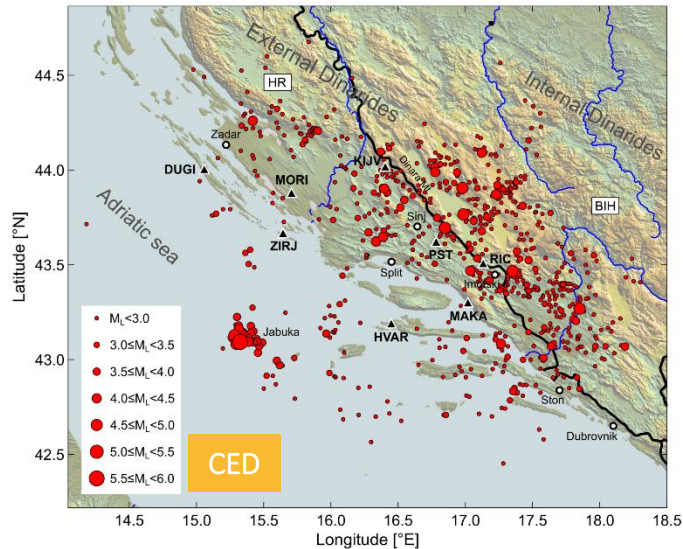 External Dinarides
Internal Dinarides
HR
Zadar
DUGI
MORI
KIJV
ZIRJ
Sinj
BIH
Adriatic sea
PST
Split
RIC
MAKA
HVAR
Jabuka
Ston
Dubrovnik
M_L<3.0
3.0≤M_L<3.5
3.5≤M_L<4.0
4.0≤M_L<4.5
4.5≤M_L<5.0
5.0≤M_L<5.5
5.5≤M_L<6.0
CED
44.5
44.0
43.5
43.0
42.5
Latitude [°N]
14.5 15.0 15.5 16.0 16.5 17.0 17.5 18.0 18.5
Longitude [°E]